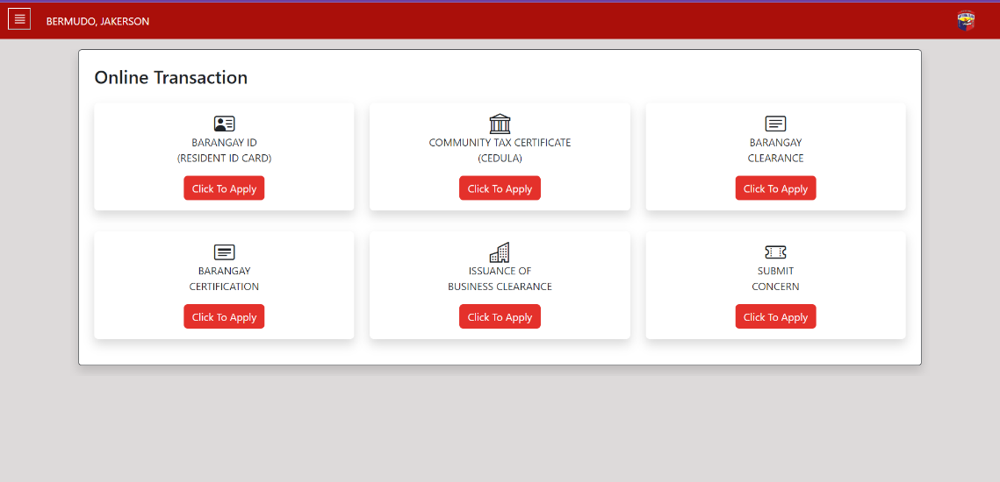 BERMUDO, JAKERSON
Online Transaction
BARANGAY ID
(RESIDENT ID CARD)
Click To Apply
COMMUNITY TAX CERTIFICATE
(CEDULA)
Click To Apply
BARANGAY
CLEARANCE
Click To Apply
BARANGAY
CERTIFICATION
Click To Apply
ISSUANCE OF
BUSINESS CLEARANCE
Click To Apply
SUBMIT
CONCERN
Click To Apply